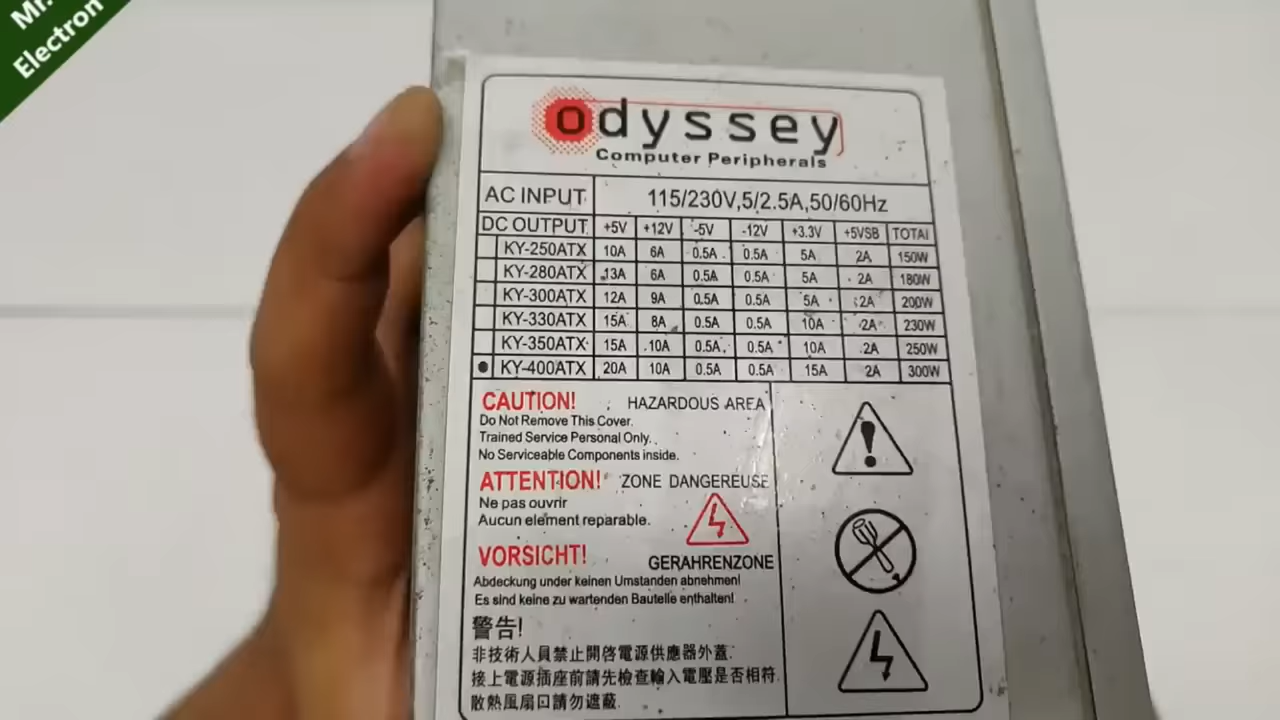 Mr.
Electron
odyssey
Computer Peripherals
AC INPUT 115/230V,5/2.5A,50/60Hz
DC OUTPUT +5V +12V -5V -12V +3.3V +5VSB TOTAl
KY-250ATX 10A 6A 0.5A 0.5A 5A 2A 150W
KY-280ATX 13A 6A 0.5A 0.5A 5A 2A 180W
KY-300ATX 12A 9A 0.5A 0.5A 5A 2A 200W
KY-330ATX 15A 8A 0.5A 0.5A 10A 2A 230W
KY-350ATX 15A 10A 0.5A 0.5A 10A 2A 250W
● KY-400ATX 20A 10A 0.5A 0.5A 15A 2A 300W
CAUTION! HAZARDOUS AREA
Do Not Remove This Cover.
Trained Service Personal Only.
No Serviceable Components inside.
ATTENTION! ZONE DANGEREUSE
Ne pas ouvrir
Aucun element reparable.
VORSICHT! GERAHRENZONE
Abdeckung under keinen Umstanden abnehmen!
Es sind keine zu wartenden Bauteile enthalten!
警告!
非技術人員禁止開啓電源供應器外蓋.
接上電源插座前請先檢查輸入電壓是否相符.
散熱風扇口請勿遮蔽.